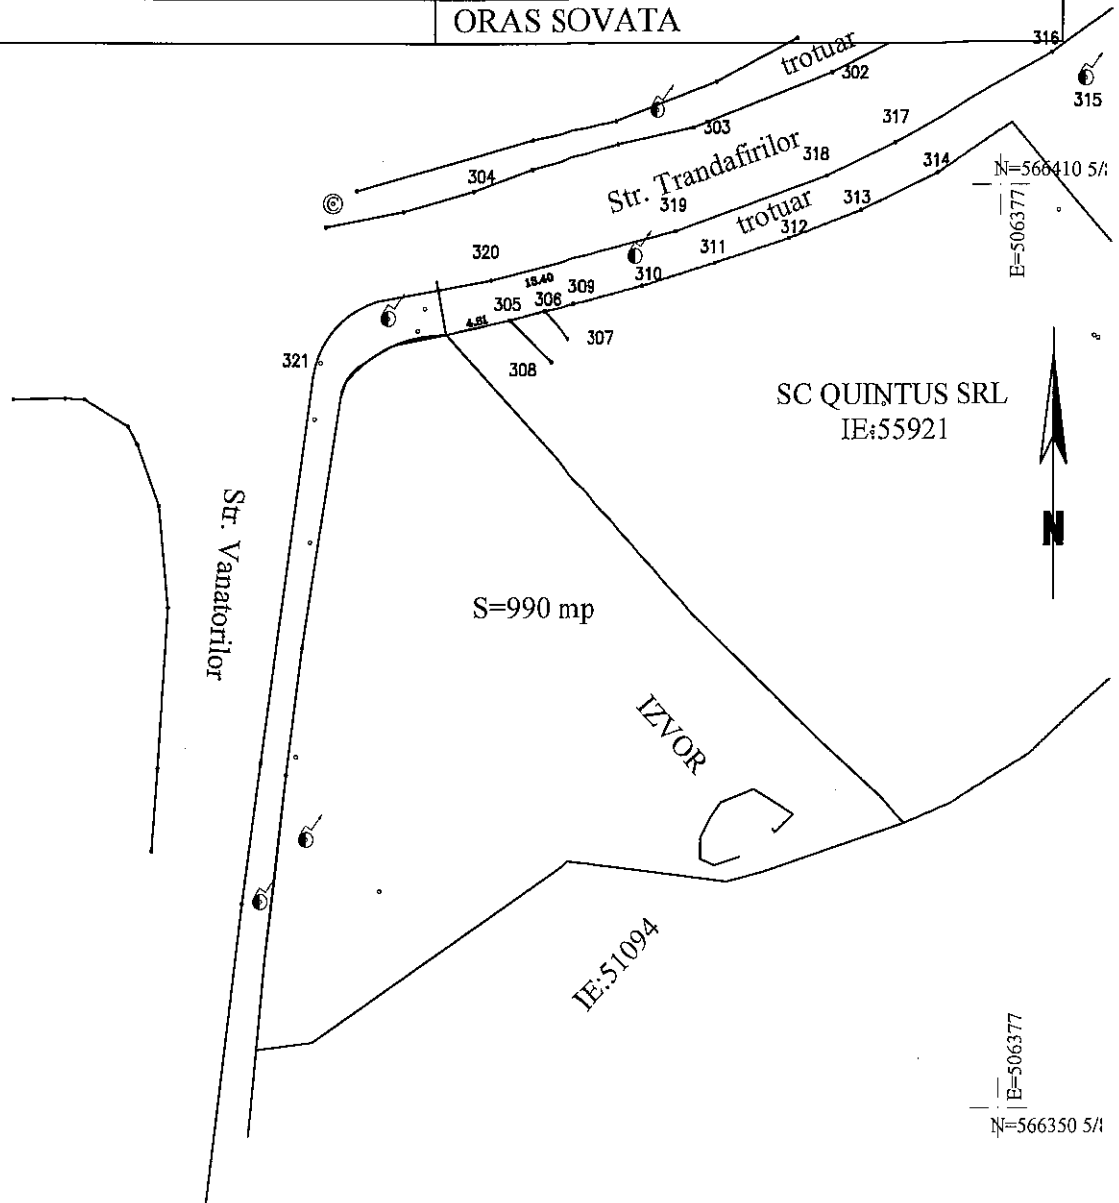 ORAS SOVATA
316
trotuar
302
315
303
317
Str. Trandafirilor
318
314
N=566410 5/
304
E=506377
319
trotuar
313
312
320
311
310
13.40
309
306
305
4.81
307
321
308
SC QUINTUS SRL
IE:55921
N
Str. Vanatorilor
S=990 mp
IZVOR
IE:51094
E=506377
N=566350 5/